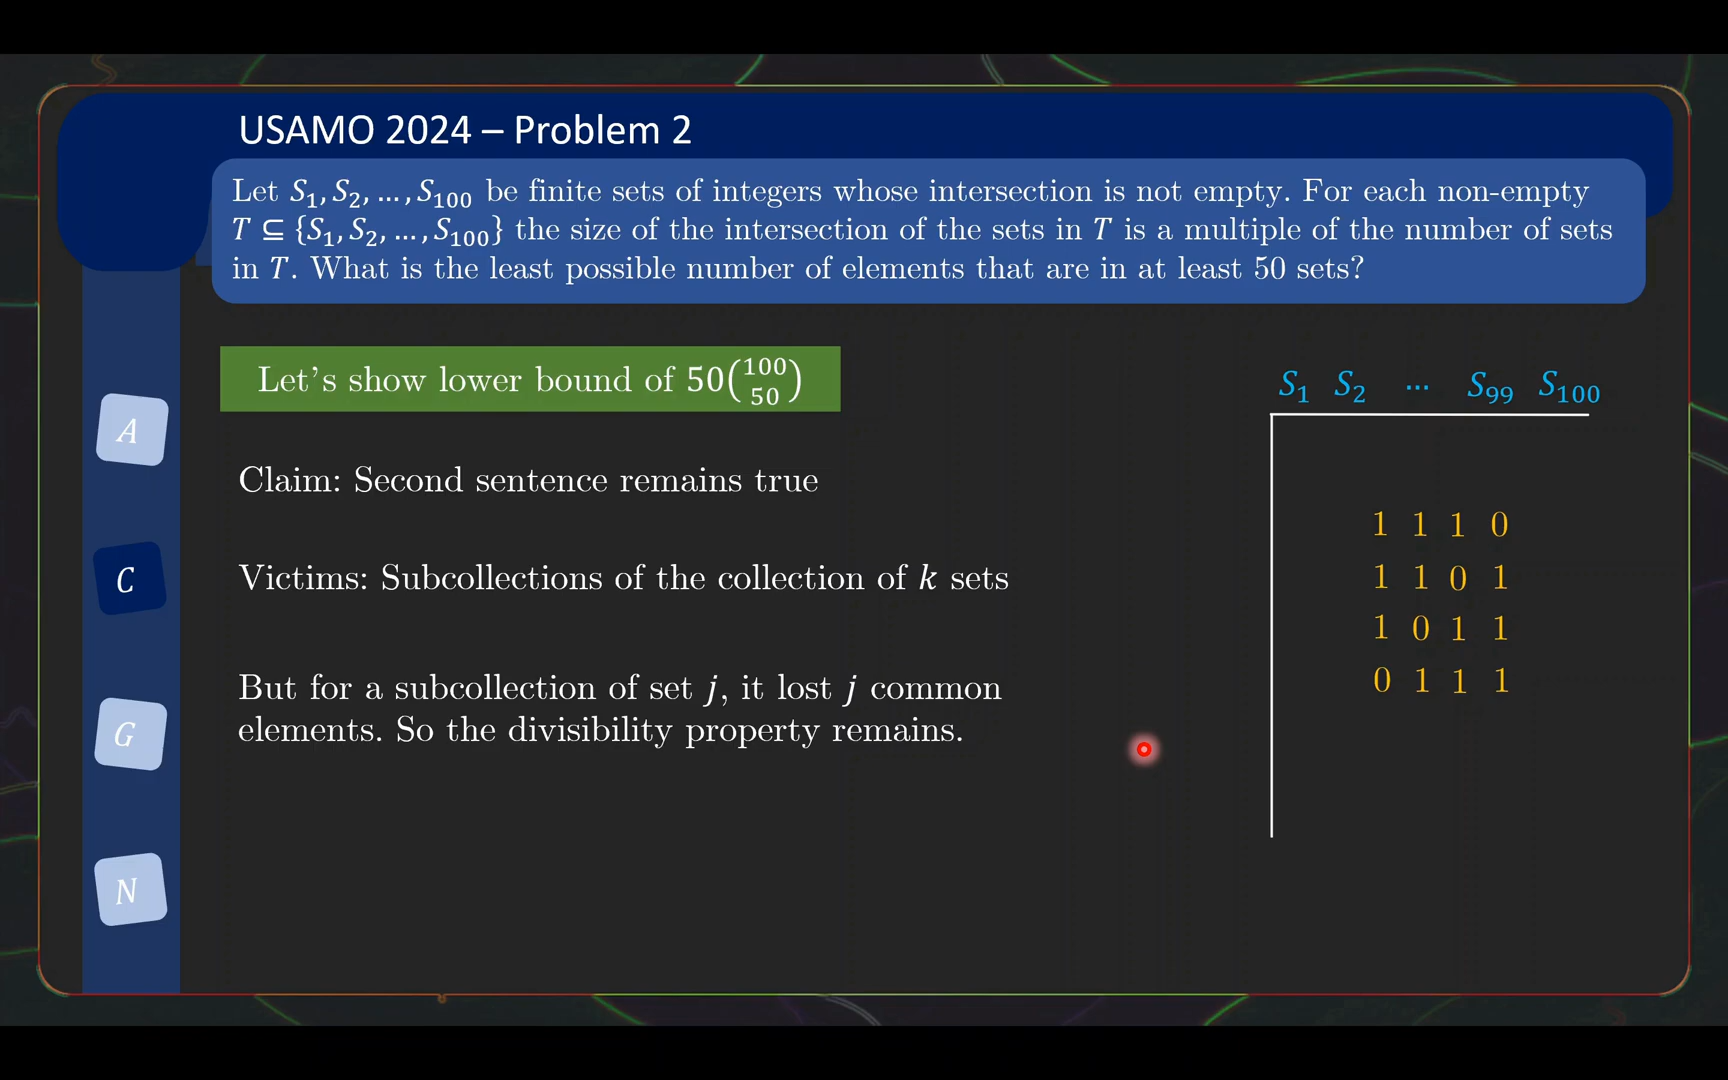 USAMO 2024 – Problem 2
Let S₁, S₂, …, S₁₀₀ be finite sets of integers whose intersection is not empty. For each non-empty
T ⊆ {S₁, S₂, …, S₁₀₀} the size of the intersection of the sets in T is a multiple of the number of sets
in T. What is the least possible number of elements that are in at least 50 sets?
Let's show lower bound of 50(100 50)
Claim: Second sentence remains true
Victims: Subcollections of the collection of k sets
But for a subcollection of set j, it lost j common
elements. So the divisibility property remains.
A
C
G
N
S₁ S₂ … S₉₉ S₁₀₀
1 1 1 0
1 1 0 1
1 0 1 1
0 1 1 1